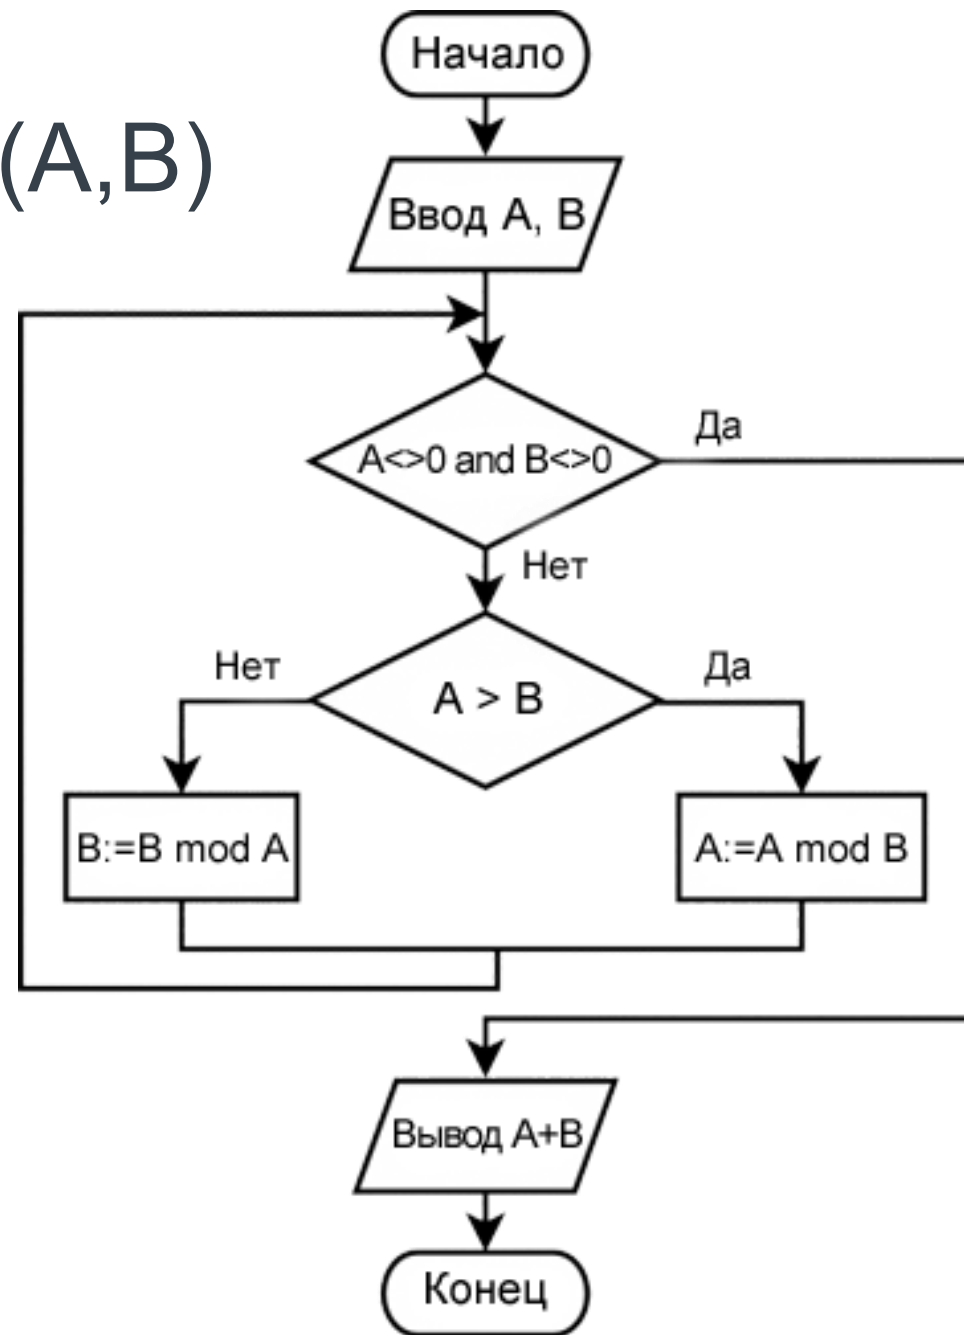 Начало
(A,B)
Ввод A, B
Да
A<>0 and B<>0
Нет
Нет
Да
A > B
B:=B mod A
A:=A mod B
Вывод A+B
Конец